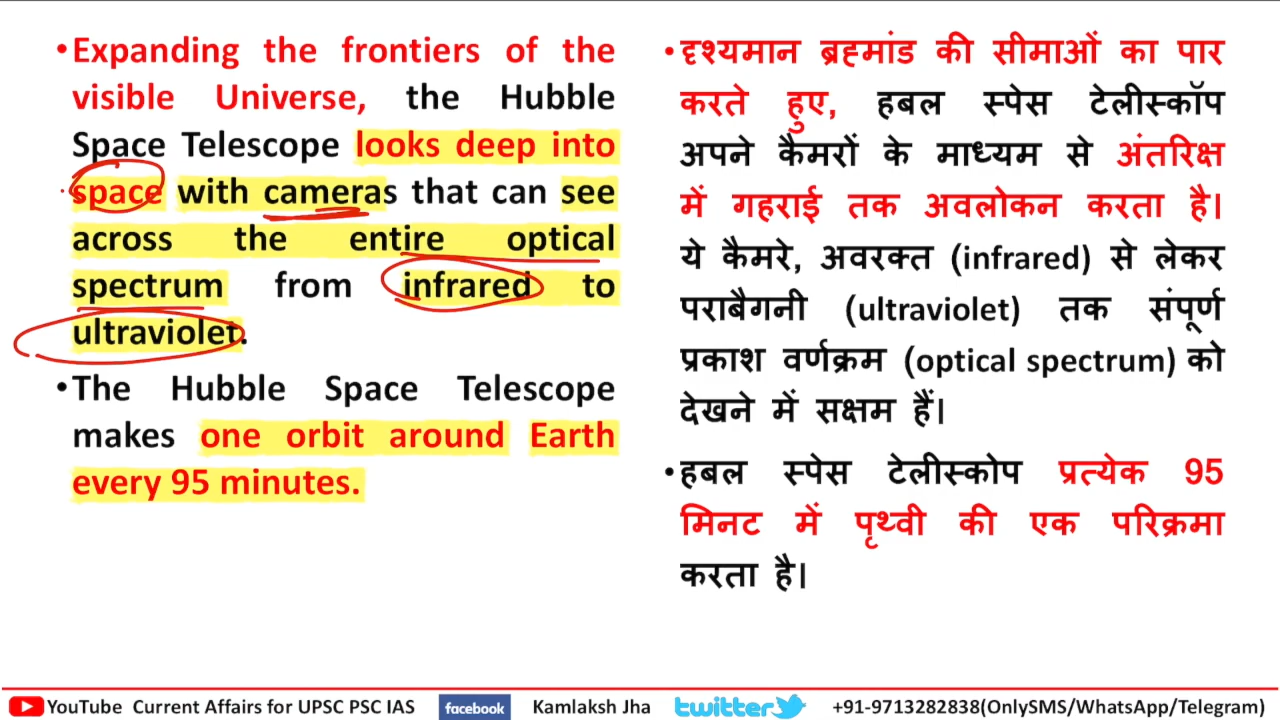 •Expanding the frontiers of the
visible Universe, the Hubble
Space Telescope looks deep into
space with cameras that can see
across the entire optical
spectrum from infrared to
ultraviolet.
•The Hubble Space Telescope
makes one orbit around Earth
every 95 minutes.
•दृश्यमान ब्रह्मांड की सीमाओं का पार
करते हुए, हबल स्पेस टेलीस्कॉप
अपने कैमरों के माध्यम से अंतरिक्ष
में गहराई तक अवलोकन करता है।
ये कैमरे, अवरक्त (infrared) से लेकर
पराबैगनी (ultraviolet) तक संपूर्ण
प्रकाश वर्णक्रम (optical spectrum) को
देखने में सक्षम हैं।
•हबल स्पेस टेलीस्कोप प्रत्येक 95
मिनट में पृथ्वी की एक परिक्रमा
करता है।
YouTube Current Affairs for UPSC PSC IAS facebook Kamlaksh Jha twitter +91-9713282838(OnlySMS/WhatsApp/Telegram)